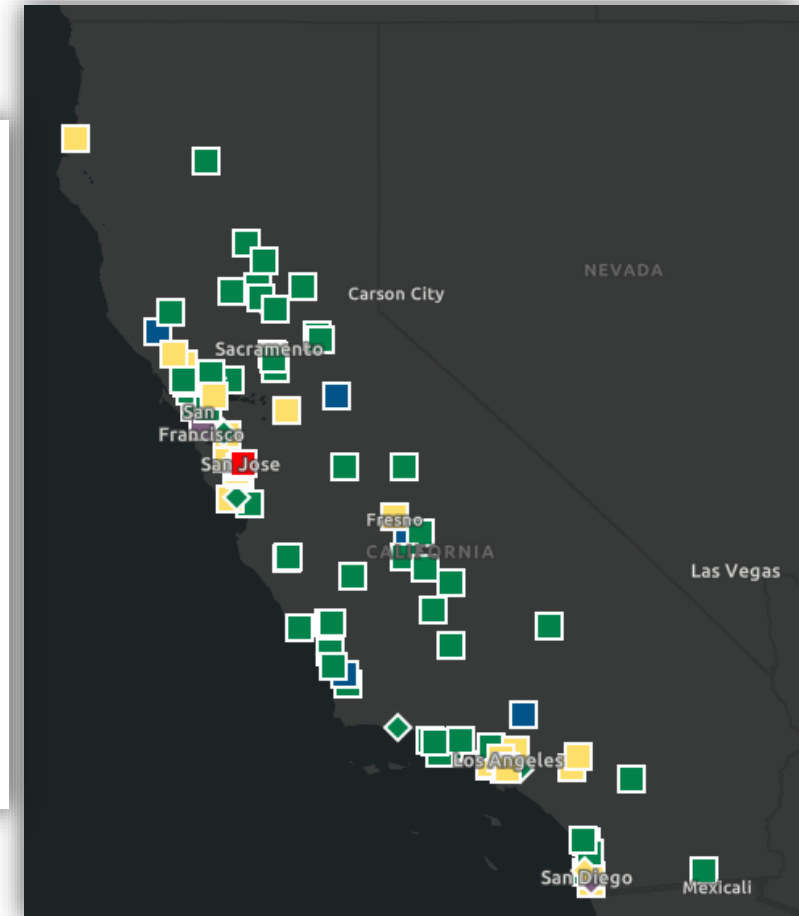 NEVADA
Carson City
Sacramento
San
Francisco
San Jose
Fresno
CALIFORNIA
Las Vegas
Los Angeles
San Diego
Mexicali